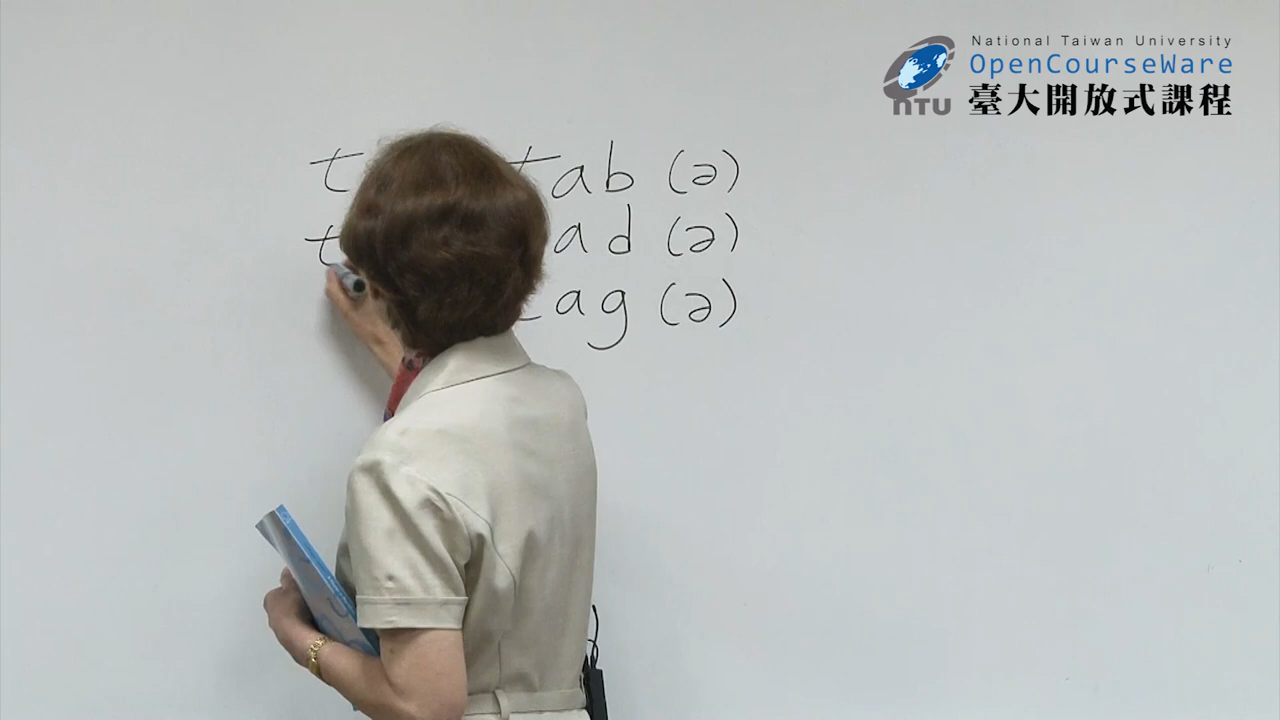 National Taiwan University
OpenCourseWare
NTU 臺大開放式課程
tab (ə)
ad (ə)
ag (ə)